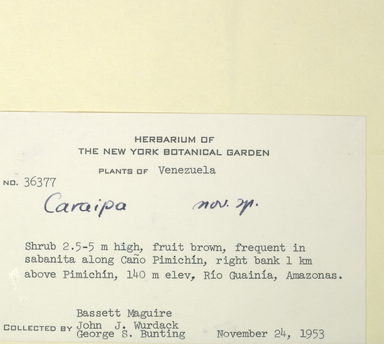 HERBARIUM OF
THE NEW YORK BOTANICAL GARDEN
PLANTS OF Venezuela
NO. 36377
Caraipa nov. sp.
Shrub 2.5-5 m high, fruit brown, frequent in
sabanita along Caño Pimichín, right bank 1 km
above Pimichín, 140 m elev, Río Guainía, Amazonas.
Bassett Maguire
COLLECTED BY John J. Wurdack
George S. Bunting November 24, 1953